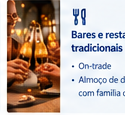 Bares e resta
tradicionais
• On-trade
• Almoço de d
com família c